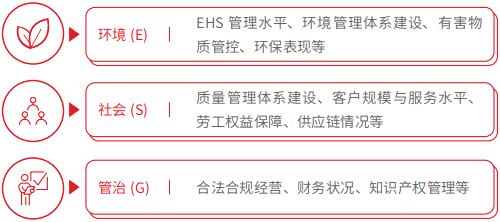 环境 (E) | EHS 管理水平、环境管理体系建设、有害物
质管控、环保表现等
社会 (S) | 质量管理体系建设、客户规模与服务水平、
劳工权益保障、供应链情况等
管治 (G) | 合法合规经营、财务状况、知识产权管理等